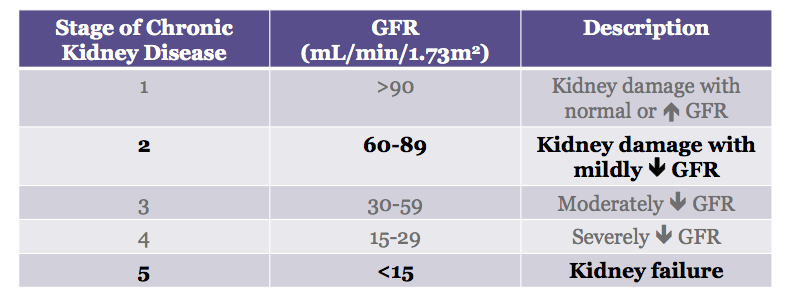 Stage of Chronic Kidney Disease GFR (mL/min/1.73m²) Description
1 >90 Kidney damage with normal or 🡹 GFR
2 60-89 Kidney damage with mildly 🡻 GFR
3 30-59 Moderately 🡻 GFR
4 15-29 Severely 🡻 GFR
5 <15 Kidney failure